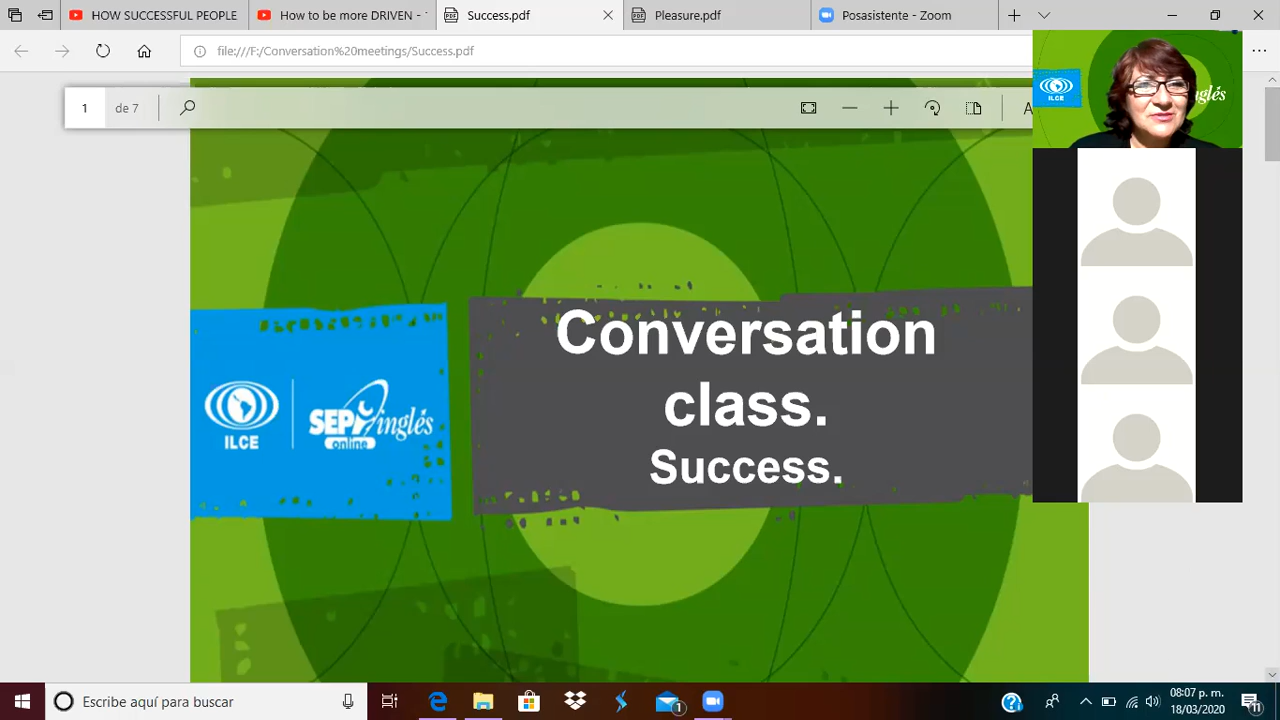 HOW SUCCESSFUL PEOPLE
How to be more DRIVEN -
Success.pdf
Pleasure.pdf
Posasistente - Zoom
file:///F:/Conversation%20meetings/Success.pdf
1 de 7
A
ILCE
inglés
Conversation
class.
Success.
ILCE
SEP inglés
online
Escribe aquí para buscar
1
08:07 p. m.
18/03/2020
11